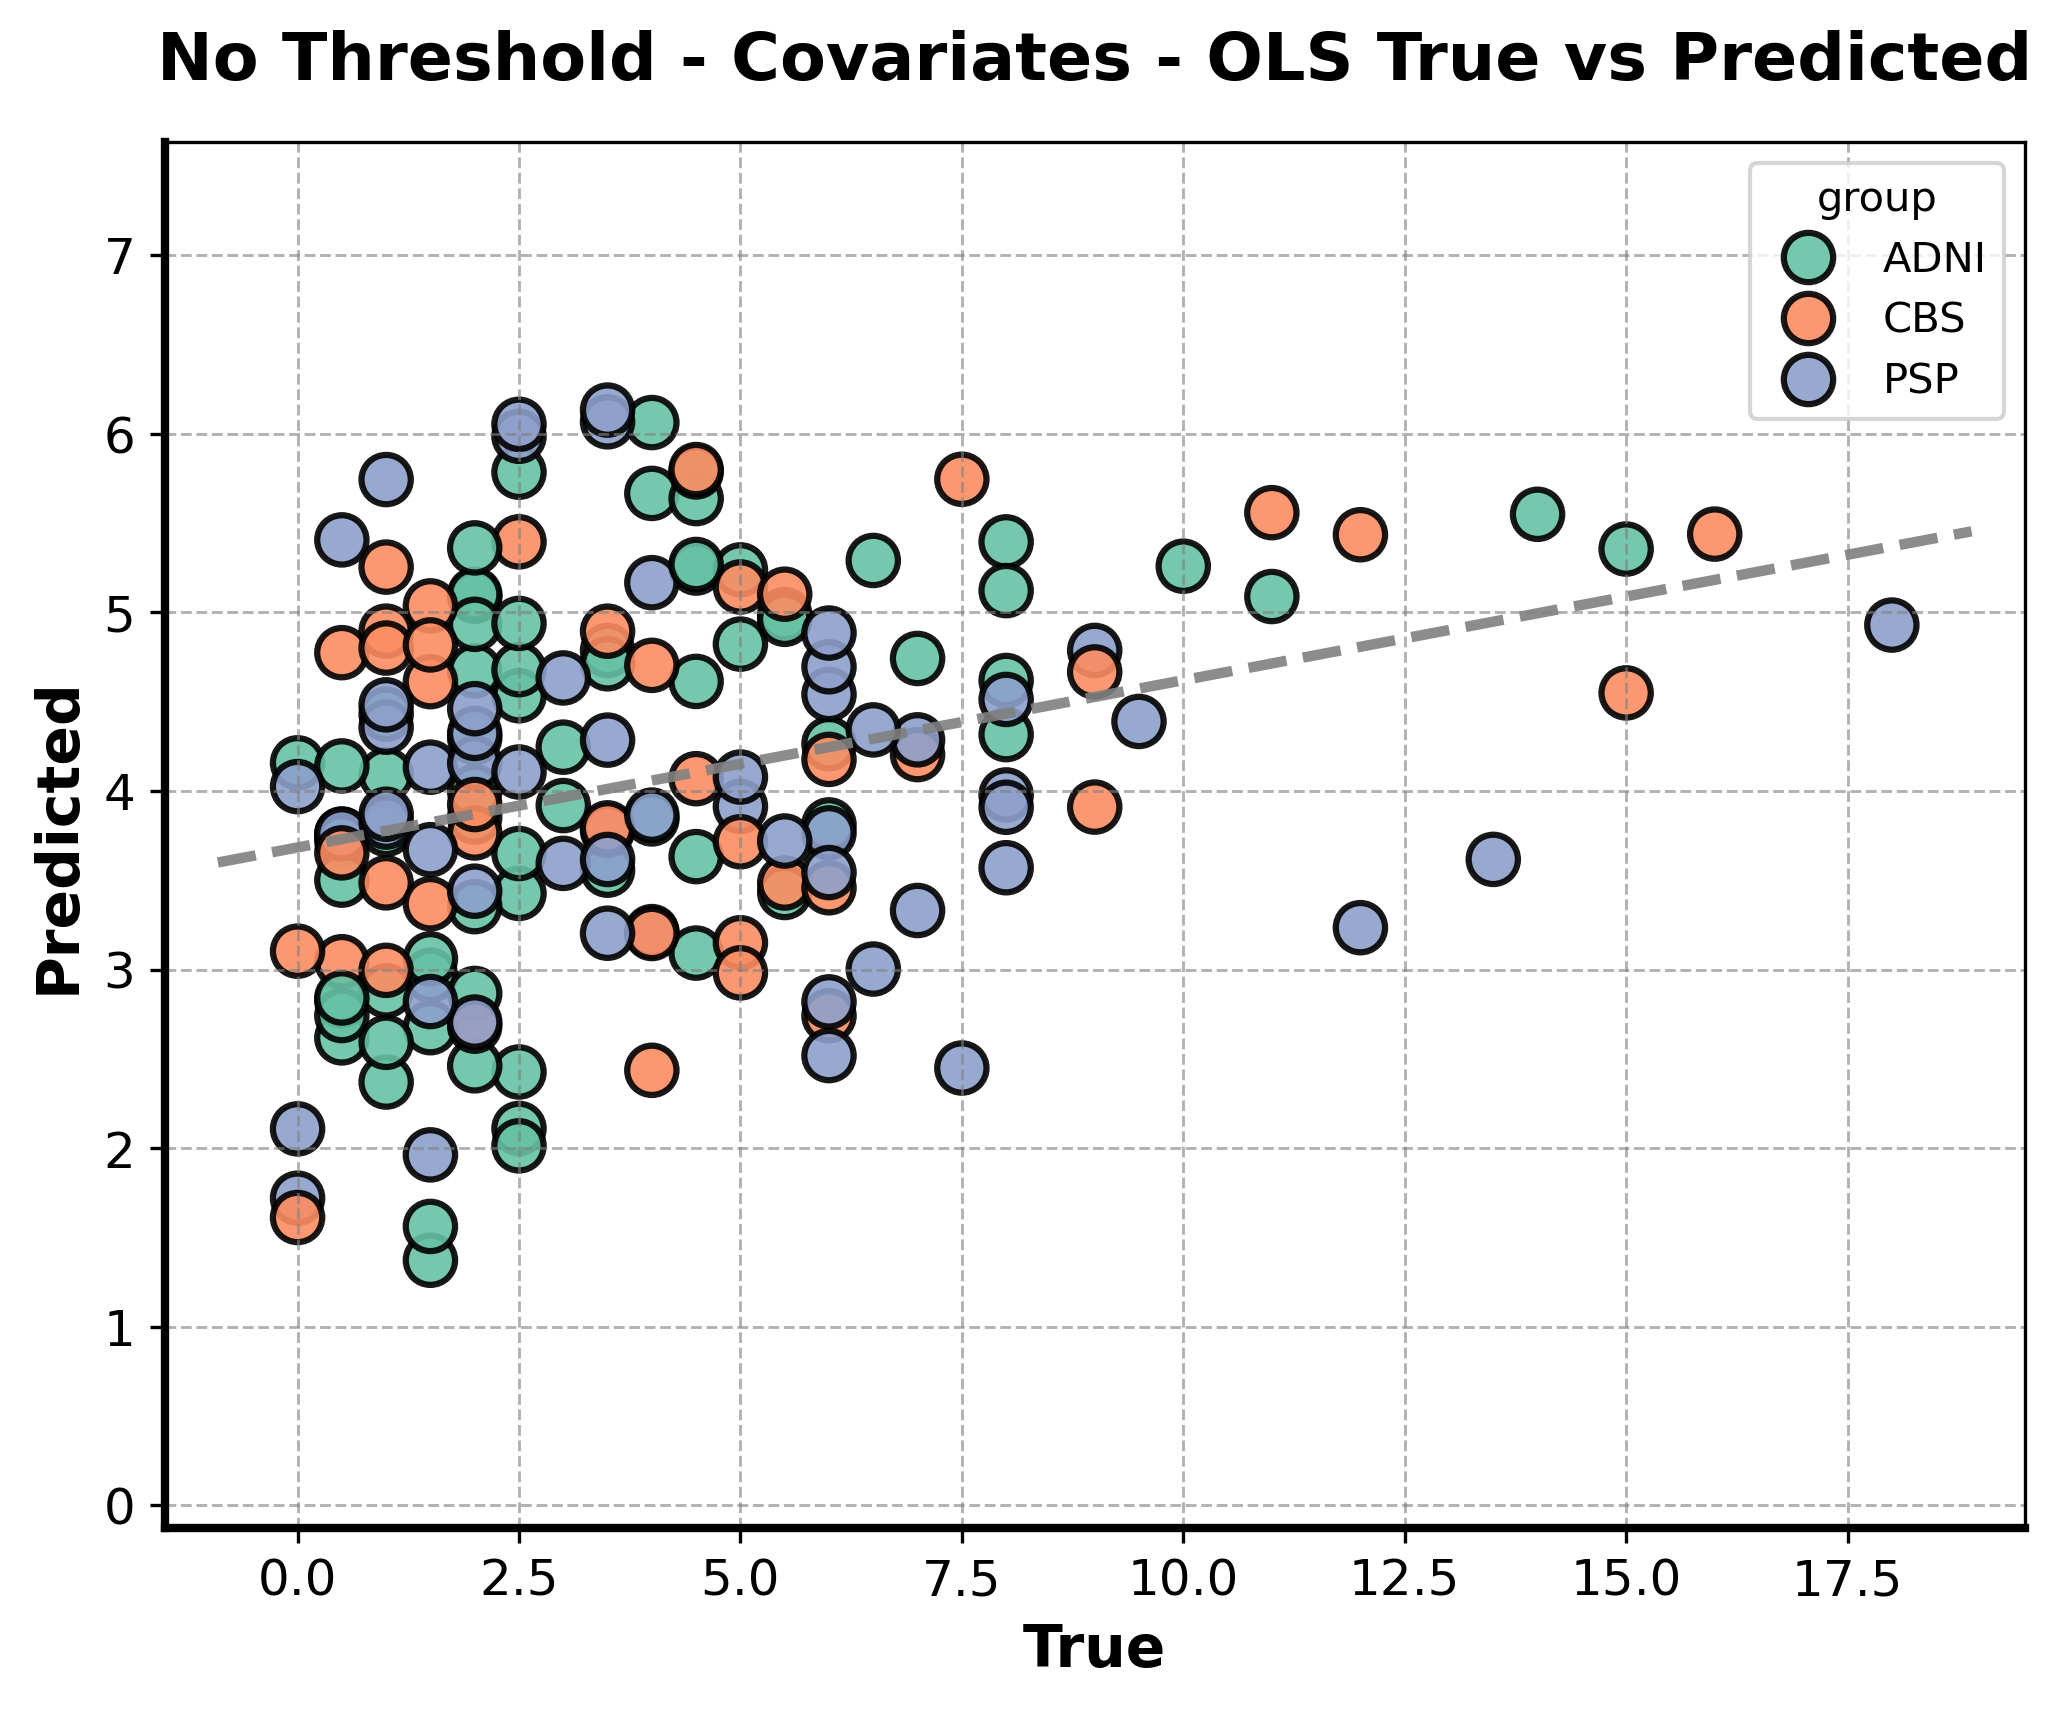 No Threshold - Covariates - OLS True vs Predicted
group
ADNI
CBS
PSP
7
6
5
4
3
2
1
0
Predicted
0.0 2.5 5.0 7.5 10.0 12.5 15.0 17.5
True